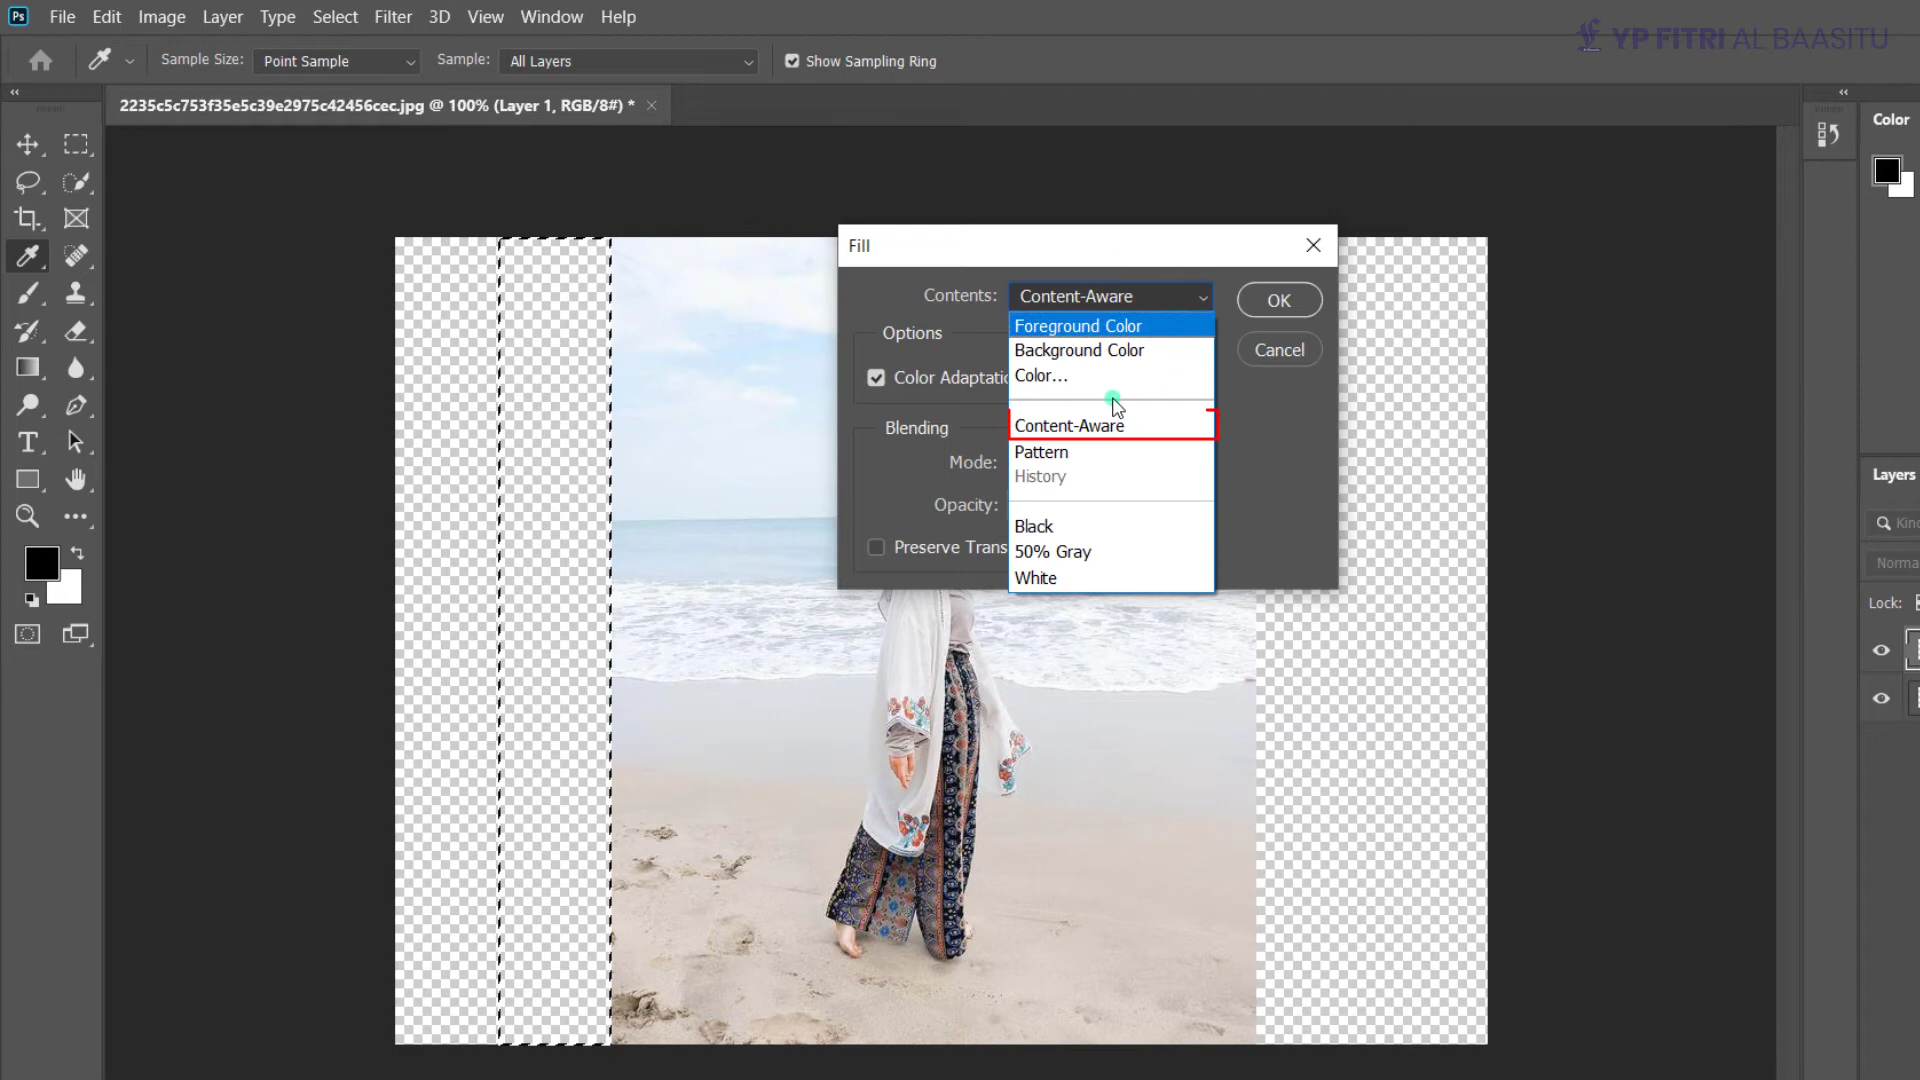 Ps File Edit Image Layer Type Select Filter 3D View Window Help
YP FITRI AL BAASITU
Sample Size: Point Sample Sample: All Layers Show Sampling Ring
2235c5c753f35e5c39e2975c42456cec.jpg @ 100% (Layer 1, RGB/8#) *
Color
Fill
Contents: Content-Aware
OK
Foreground Color
Options
Background Color
Cancel
Color...
Color Adaptatio
Content-Aware
Blending
Pattern
Mode:
History
Layers
Opacity:
Kind
Black
Preserve Trans
50% Gray
Norma
White
Lock: